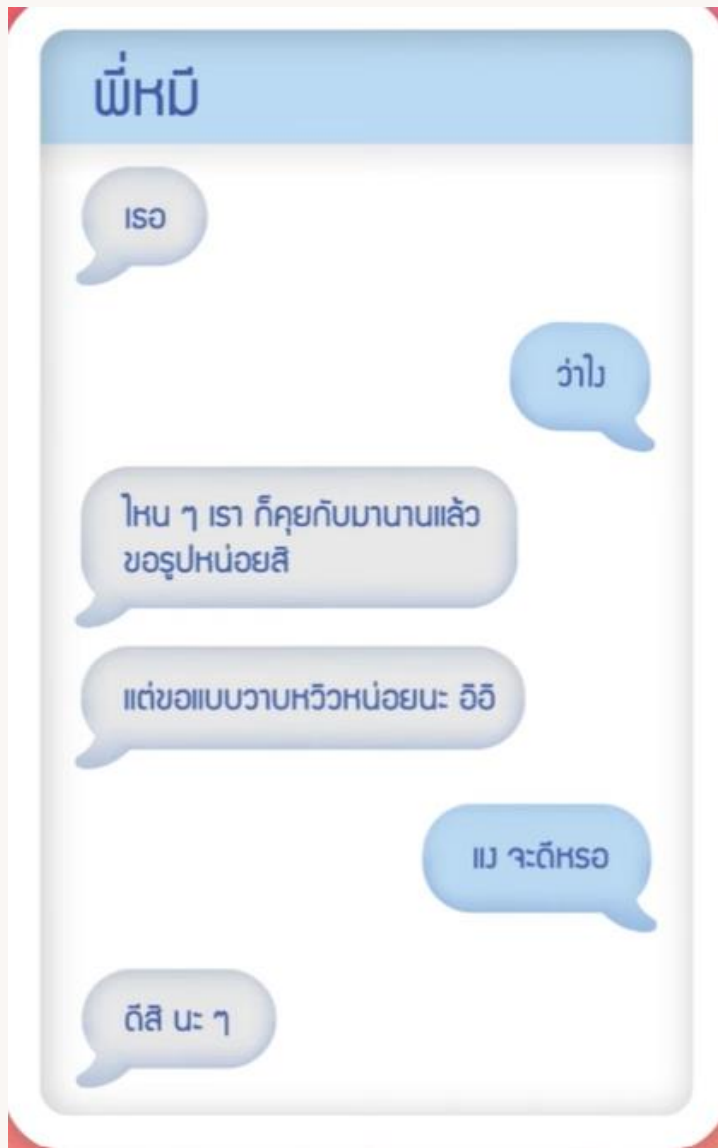 พี่หมี
เธอ
ว่าไง
ไหน ๆ เรา ก็คุยกับมานานแล้ว
ขอรูปหน่อยสิ
แต่ขอแบบวาบหวิวหน่อยนะ อิอิ
แง จะดีหรอ
ดีสิ นะ ๆ